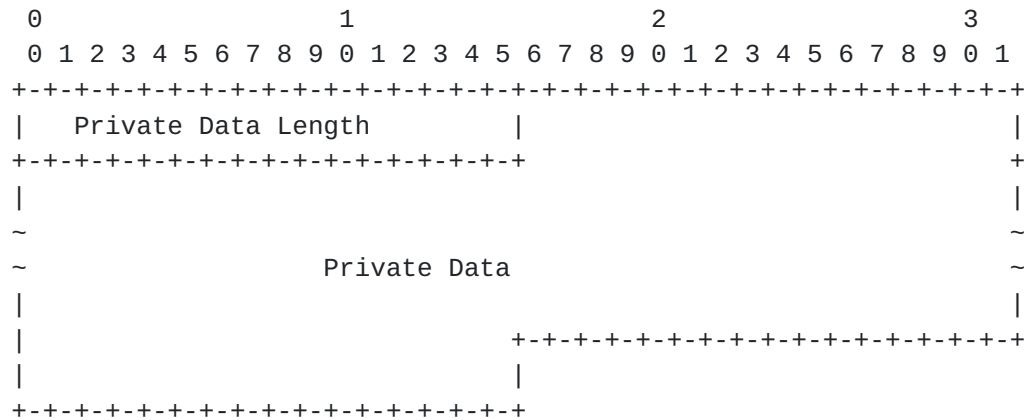 0                   1                   2                   3
 0 1 2 3 4 5 6 7 8 9 0 1 2 3 4 5 6 7 8 9 0 1 2 3 4 5 6 7 8 9 0 1
+-+-+-+-+-+-+-+-+-+-+-+-+-+-+-+-+-+-+-+-+-+-+-+-+-+-+-+-+-+-+-+-+
|   Private Data Length         |                               |
+-+-+-+-+-+-+-+-+-+-+-+-+-+-+-+-+                               +
|                                                               |
~                                                               ~
~                   Private Data                                ~
|                                                               |
|                               +-+-+-+-+-+-+-+-+-+-+-+-+-+-+-+-+
|                               |
+-+-+-+-+-+-+-+-+-+-+-+-+-+-+-+-+